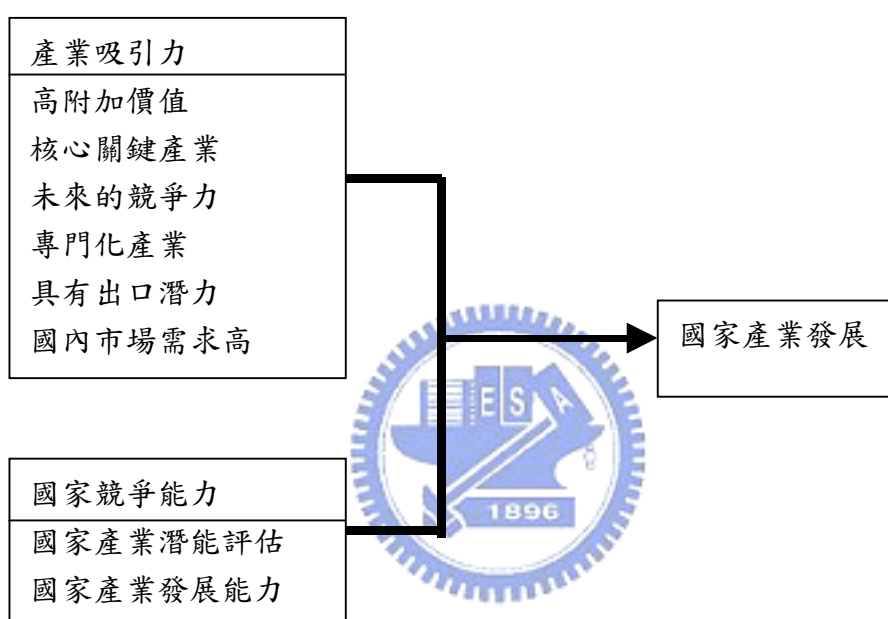 產業吸引力
高附加價值
核心關鍵產業
未來的競爭力
專門化產業
具有出口潛力
國內市場需求高
國家產業發展
E S A
1896
國家競爭能力
國家產業潛能評估
國家產業發展能力